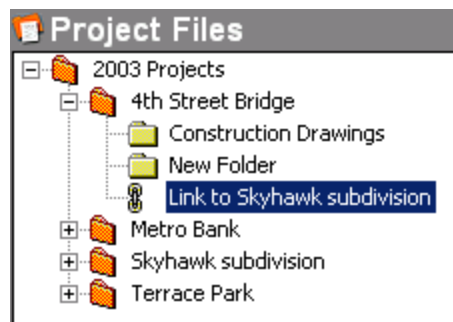 Project Files
2003 Projects
4th Street Bridge
Construction Drawings
New Folder
Link to Skyhawk subdivision
Metro Bank
Skyhawk subdivision
Terrace Park